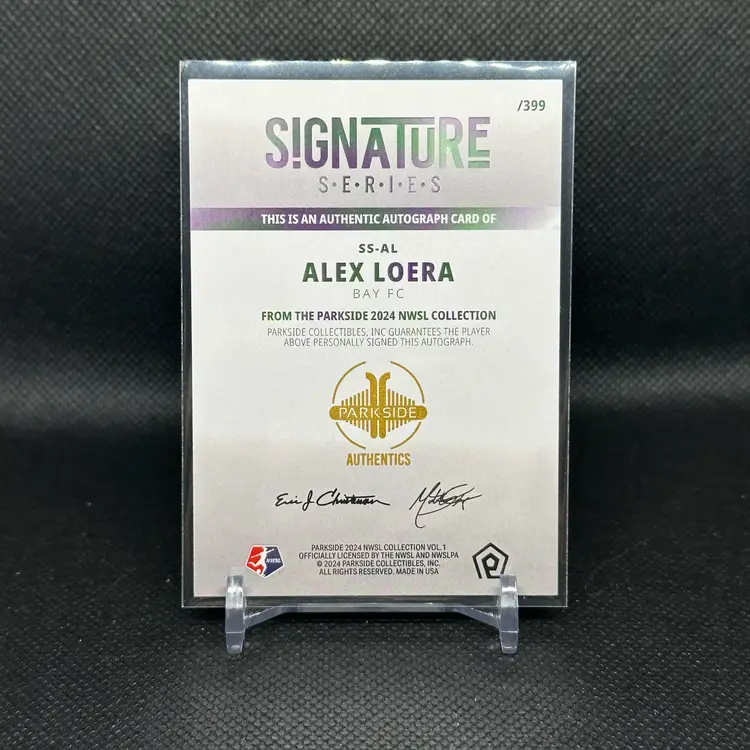 /399
SIGNATURE
S•E•R•I•E•S
THIS IS AN AUTHENTIC AUTOGRAPH CARD OF
SS-AL
ALEX LOERA
BAY FC
FROM THE PARKSIDE 2024 NWSL COLLECTION
PARKSIDE COLLECTIBLES, INC GUARANTEES THE PLAYER
ABOVE PERSONALLY SIGNED THIS AUTOGRAPH.
PARKSIDE
AUTHENTICS
NWSL
PARKSIDE 2024 NWSL COLLECTION VOL.1
OFFICIALLY LICENSED BY THE NWSL AND NWSLPA
© 2024 PARKSIDE COLLECTIBLES, INC.
ALL RIGHTS RESERVED. MADE IN USA